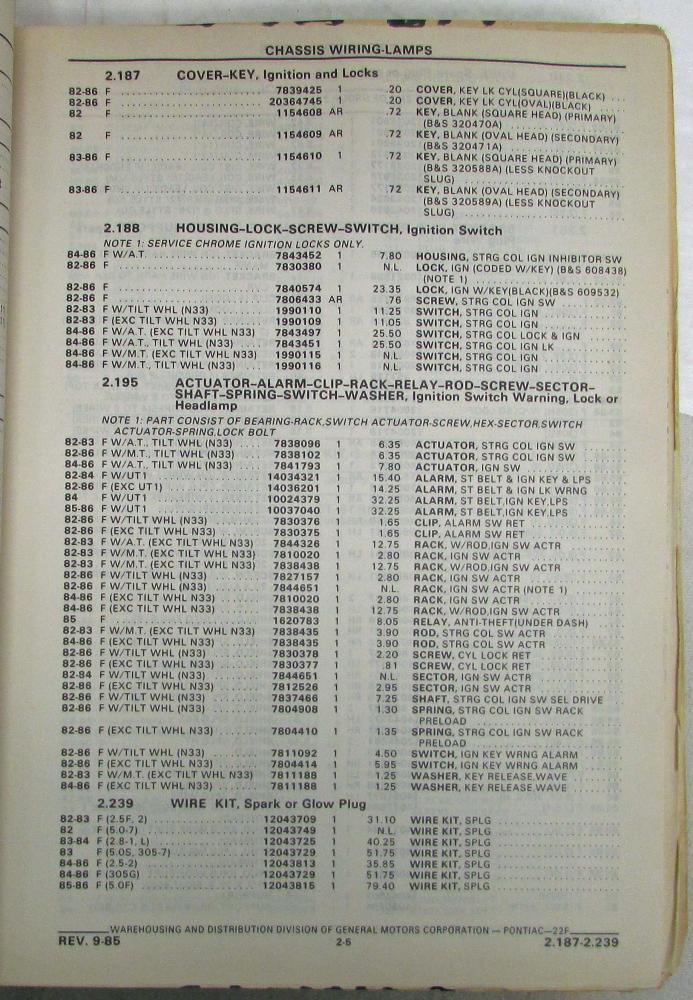 CHASSIS WIRING-LAMPS
2.187 COVER–KEY, Ignition and Locks
82-86 F 7839425 1 .20 COVER, KEY LK CYL(SQUARE)(BLACK)
82-86 F 20364745 1 .20 COVER, KEY LK CYL(OVAL)(BLACK)
82 F 1154608 AR .72 KEY, BLANK (SQUARE HEAD) (PRIMARY)
(B&S 320470A)
82 F 1154609 AR .72 KEY, BLANK (OVAL HEAD) (SECONDARY)
(B&S 320471A)
83-86 F 1154610 1 .72 KEY, BLANK (SQUARE HEAD) (PRIMARY)
(B&S 320588A) (LESS KNOCKOUT
SLUG)
83-86 F 1154611 AR .72 KEY, BLANK (OVAL HEAD) (SECONDARY)
(B&S 320589A) (LESS KNOCKOUT
SLUG)
2.188 HOUSING–LOCK–SCREW–SWITCH, Ignition Switch
NOTE 1: SERVICE CHROME IGNITION LOCKS ONLY.
84-86 F W/A.T. 7843452 1 7.80 HOUSING, STRG COL IGN INHIBITOR SW
82-86 F 7830380 1 N.L. LOCK, IGN (CODED W/KEY) (B&S 608438)
(NOTE 1)
82-86 F 7840574 1 23.35 LOCK, IGN W/KEY(BLACK)(B&S 609532)
82-86 F 7806433 AR .76 SCREW, STRG COL IGN SW
82-83 F W/TILT WHL (N33) 1990110 1 11.25 SWITCH, STRG COL IGN
82-83 F (EXC TILT WHL N33) 1990109 1 11.05 SWITCH, STRG COL IGN
84-86 F W/A.T. (EXC TILT WHL N33) 7843497 1 25.50 SWITCH, STRG COL LOCK & IGN
84-86 F W/A.T., TILT WHL (N33) 7843451 1 25.50 SWITCH, STRG COL IGN LK
84-86 F W/M.T. (EXC TILT WHL N33) 1990115 1 N.L. SWITCH, STRG COL IGN
84-86 F W/M.T., TILT WHL (N33) 1990116 1 N.L. SWITCH, STRG COL IGN
2.195 ACTUATOR–ALARM–CLIP–RACK–RELAY–ROD–SCREW–SECTOR–
SHAFT–SPRING–SWITCH–WASHER, Ignition Switch Warning, Lock or
Headlamp
NOTE 1: PART CONSIST OF BEARING-RACK,SWITCH ACTUATOR-SCREW,HEX-SECTOR,SWITCH
ACTUATOR-SPRING,LOCK BOLT
82-83 F W/A.T., TILT WHL (N33) 7838096 1 6.35 ACTUATOR, STRG COL IGN SW
82-86 F W/M.T., TILT WHL (N33) 7838102 1 6.35 ACTUATOR, STRG COL IGN SW
84-86 F W/A.T., TILT WHL (N33) 7841793 1 7.80 ACTUATOR, IGN SW
82-84 F W/UT1 14034321 1 15.40 ALARM, ST BELT & IGN KEY & LPS
82-86 F (EXC UT1) 14036201 1 14.25 ALARM, ST BELT & IGN LK WRNG
84 F W/UT1 10024379 1 32.25 ALARM, ST BELT,IGN KEY,LPS
85-86 F W/UT1 10037040 1 32.25 ALARM, ST BELT,IGN KEY,LPS
82-86 F W/TILT WHL (N33) 7830376 1 1.65 CLIP, ALARM SW RET
82-86 F (EXC TILT WHL N33) 7830375 1 1.65 CLIP, ALARM SW RET
82-83 F W/A.T. (EXC TILT WHL N33) 7844326 1 12.75 RACK, W/ROD,IGN SW ACTR
82-83 F W/M.T. (EXC TILT WHL N33) 7810020 1 2.80 RACK, IGN SW ACTR
82-83 F W/M.T. (EXC TILT WHL N33) 7838438 1 12.75 RACK, W/ROD,IGN SW ACTR
82-86 F W/TILT WHL (N33) 7827157 1 2.80 RACK, IGN SW ACTR
82-86 F W/TILT WHL (N33) 7844651 1 N.L. RACK, IGN SW ACTR (NOTE 1)
84-86 F (EXC TILT WHL N33) 7810020 1 2.80 RACK, IGN SW ACTR
84-86 F (EXC TILT WHL N33) 7838438 1 12.75 RACK, W/ROD,IGN SW ACTR
85 F 1620783 1 8.05 RELAY, ANTI-THEFT(UNDER DASH)
82-83 F W/M.T. (EXC TILT WHL N33) 7838435 1 3.90 ROD, STRG COL SW ACTR
84-86 F (EXC TILT WHL N33) 7838435 1 3.90 ROD, STRG COL SW ACTR
82-86 F W/TILT WHL (N33) 7830378 1 2.20 SCREW, CYL LOCK RET
82-86 F (EXC TILT WHL N33) 7830377 1 .81 SCREW, CYL LOCK RET
82-84 F W/TILT WHL (N33) 7844651 1 N.L. SECTOR, IGN SW ACTR
82-86 F (EXC TILT WHL N33) 7812526 1 2.95 SECTOR, IGN SW ACTR
82-86 F W/TILT WHL (N33) 7837466 1 7.25 SHAFT, STRG COL IGN SW SEL DRIVE
82-86 F W/TILT WHL (N33) 7804908 1 1.30 SPRING, STRG COL IGN SW RACK
PRELOAD
82-86 F (EXC TILT WHL N33) 7804410 1 1.35 SPRING, STRG COL IGN SW RACK
PRELOAD
82-86 F W/TILT WHL (N33) 7811092 1 4.50 SWITCH, IGN KEY WRNG ALARM
82-86 F (EXC TILT WHL N33) 7804414 1 5.95 SWITCH, IGN KEY WRNG ALARM
82-83 F W/M.T. (EXC TILT WHL N33) 7811188 1 1.25 WASHER, KEY RELEASE,WAVE
84-86 F (EXC TILT WHL N33) 7811188 1 1.25 WASHER, KEY RELEASE,WAVE
2.239 WIRE KIT, Spark or Glow Plug
82-83 F (2.5F, 2) 12043709 1 31.10 WIRE KIT, SPLG
82 F (5.0-7) 12043749 1 N.L. WIRE KIT, SPLG
83-84 F (2.8-1, L) 12043725 1 40.25 WIRE KIT, SPLG
83 F (5.0S, 305-7) 12043729 1 51.75 WIRE KIT, SPLG
84-86 F (2.5-2) 12043813 1 35.85 WIRE KIT, SPLG
84-86 F (305G) 12043729 1 51.75 WIRE KIT, SPLG
85-86 F (5.0F) 12043815 1 79.40 WIRE KIT, SPLG
WAREHOUSING AND DISTRIBUTION DIVISION OF GENERAL MOTORS CORPORATION — PONTIAC—22F
REV. 9-85 2-5 2.187-2.239